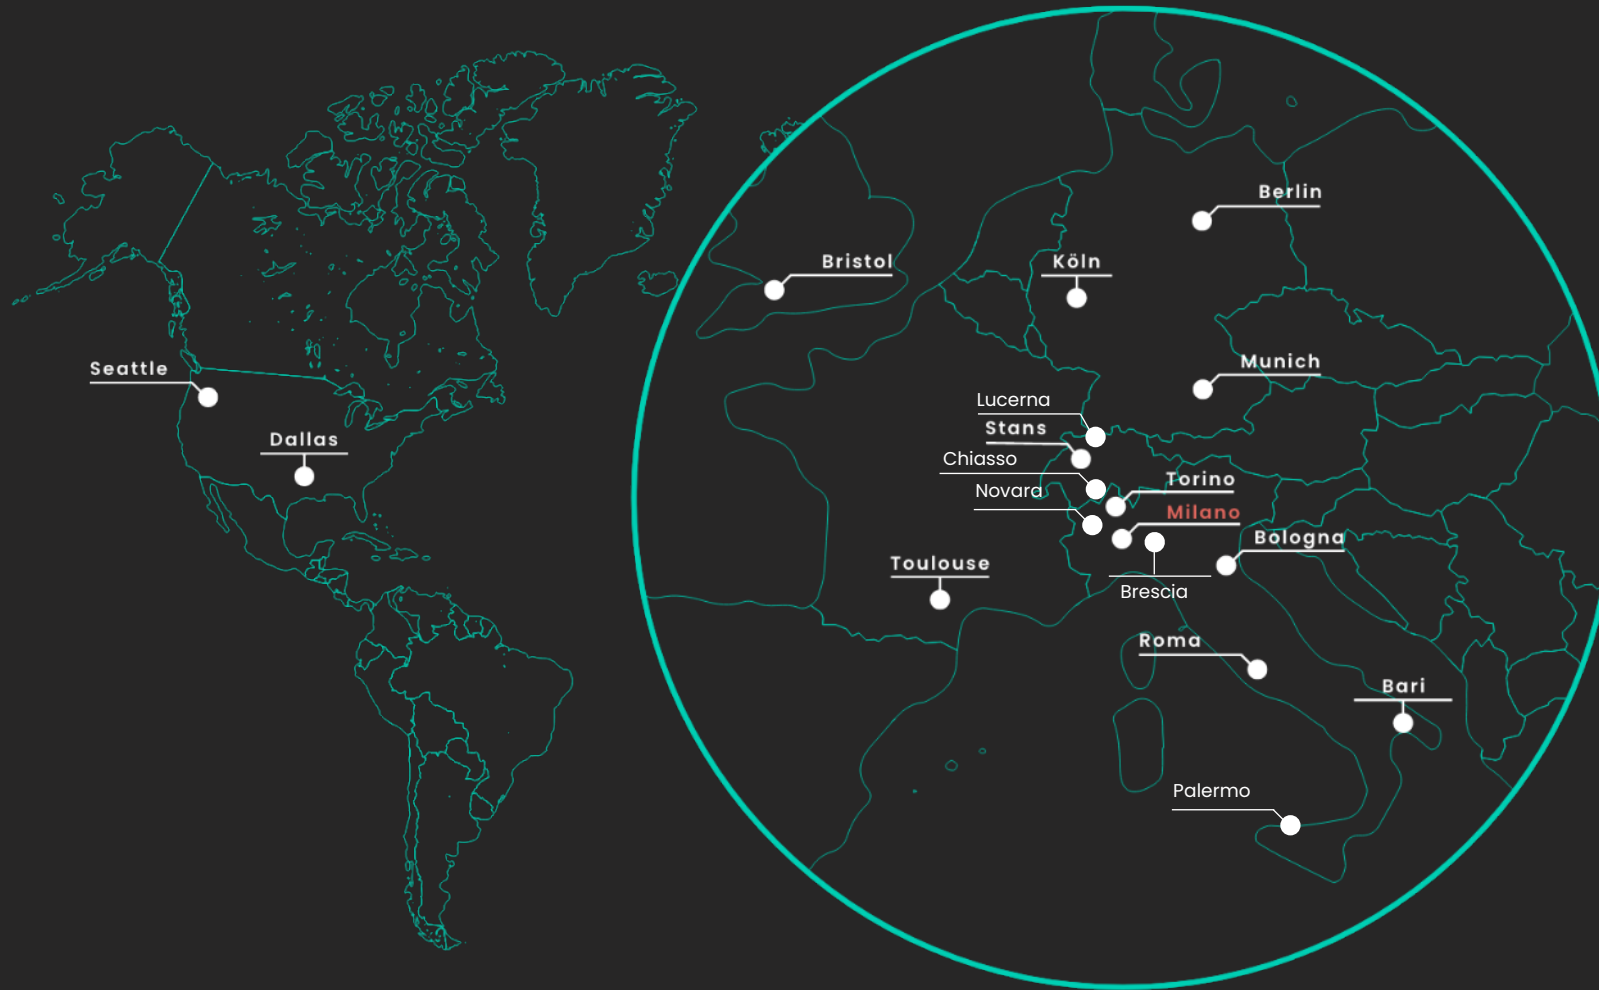 Seattle
Dallas
Berlin
Bristol
Köln
Munich
Lucerna
Stans
Chiasso
Torino
Novara
Milano
Bologna
Toulouse
Brescia
Roma
Bari
Palermo